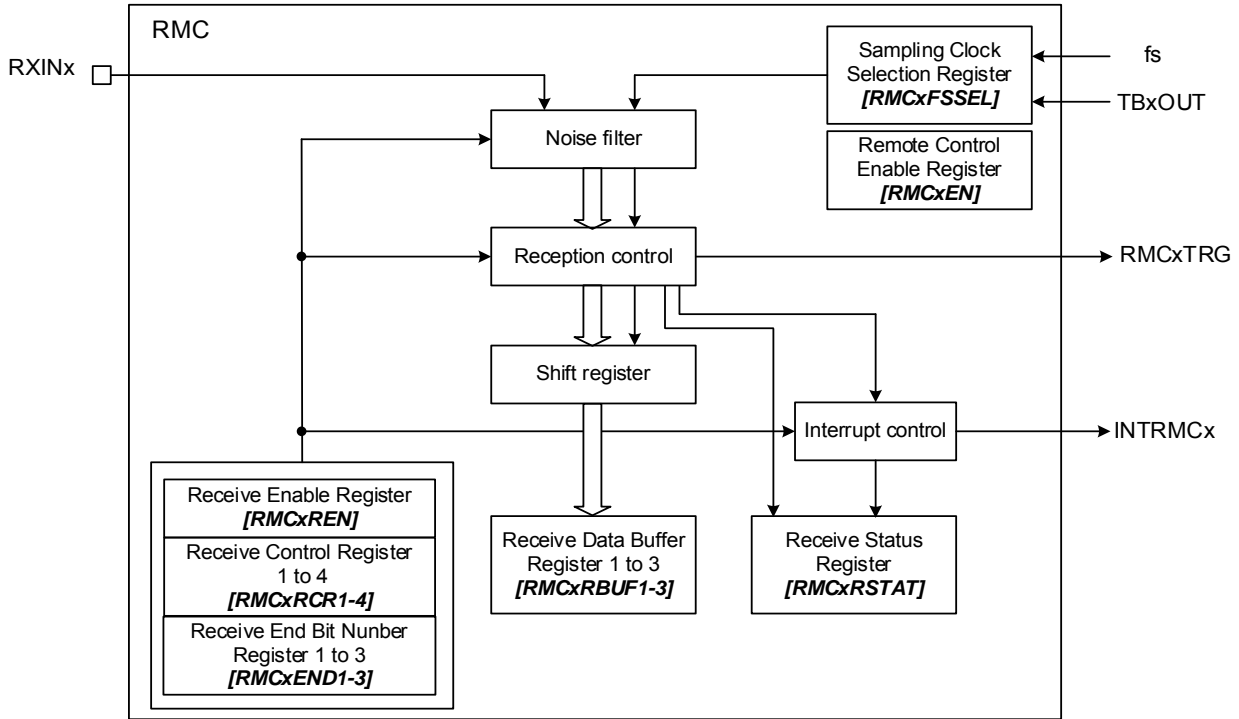 RMC
RXINx
Sampling Clock
Selection Register
[RMCxFSSEL]
fs
TBxOUT
Noise filter
Remote Control
Enable Register
[RMCxEN]
Reception control
RMCxTRG
Shift register
Interrupt control
INTRMCx
Receive Enable Register
[RMCxREN]
Receive Control Register
1 to 4
[RMCxRCR1-4]
Receive End Bit Nunber
Register 1 to 3
[RMCxEND1-3]
Receive Data Buffer
Register 1 to 3
[RMCxRBUF1-3]
Receive Status
Register
[RMCxRSTAT]